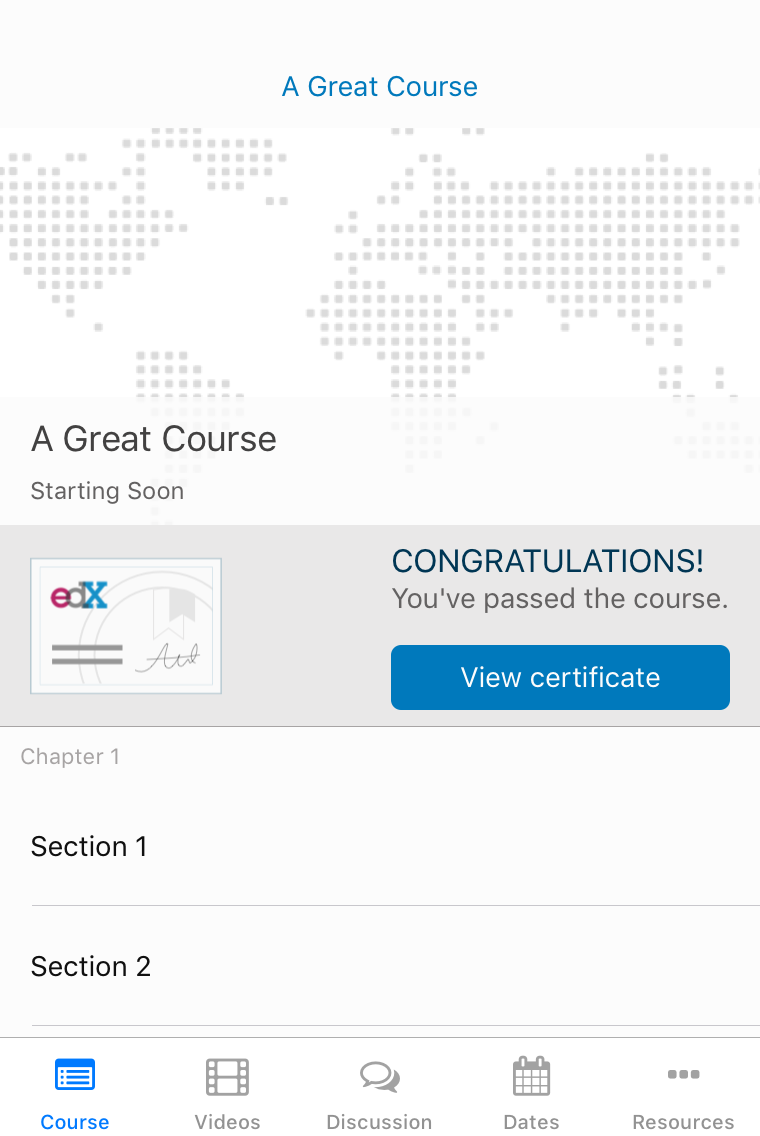 A Great Course
A Great Course
Starting Soon
edX
CONGRATULATIONS!
You've passed the course.
View certificate
Chapter 1
Section 1
Section 2
Course
Videos
Discussion
Dates
Resources